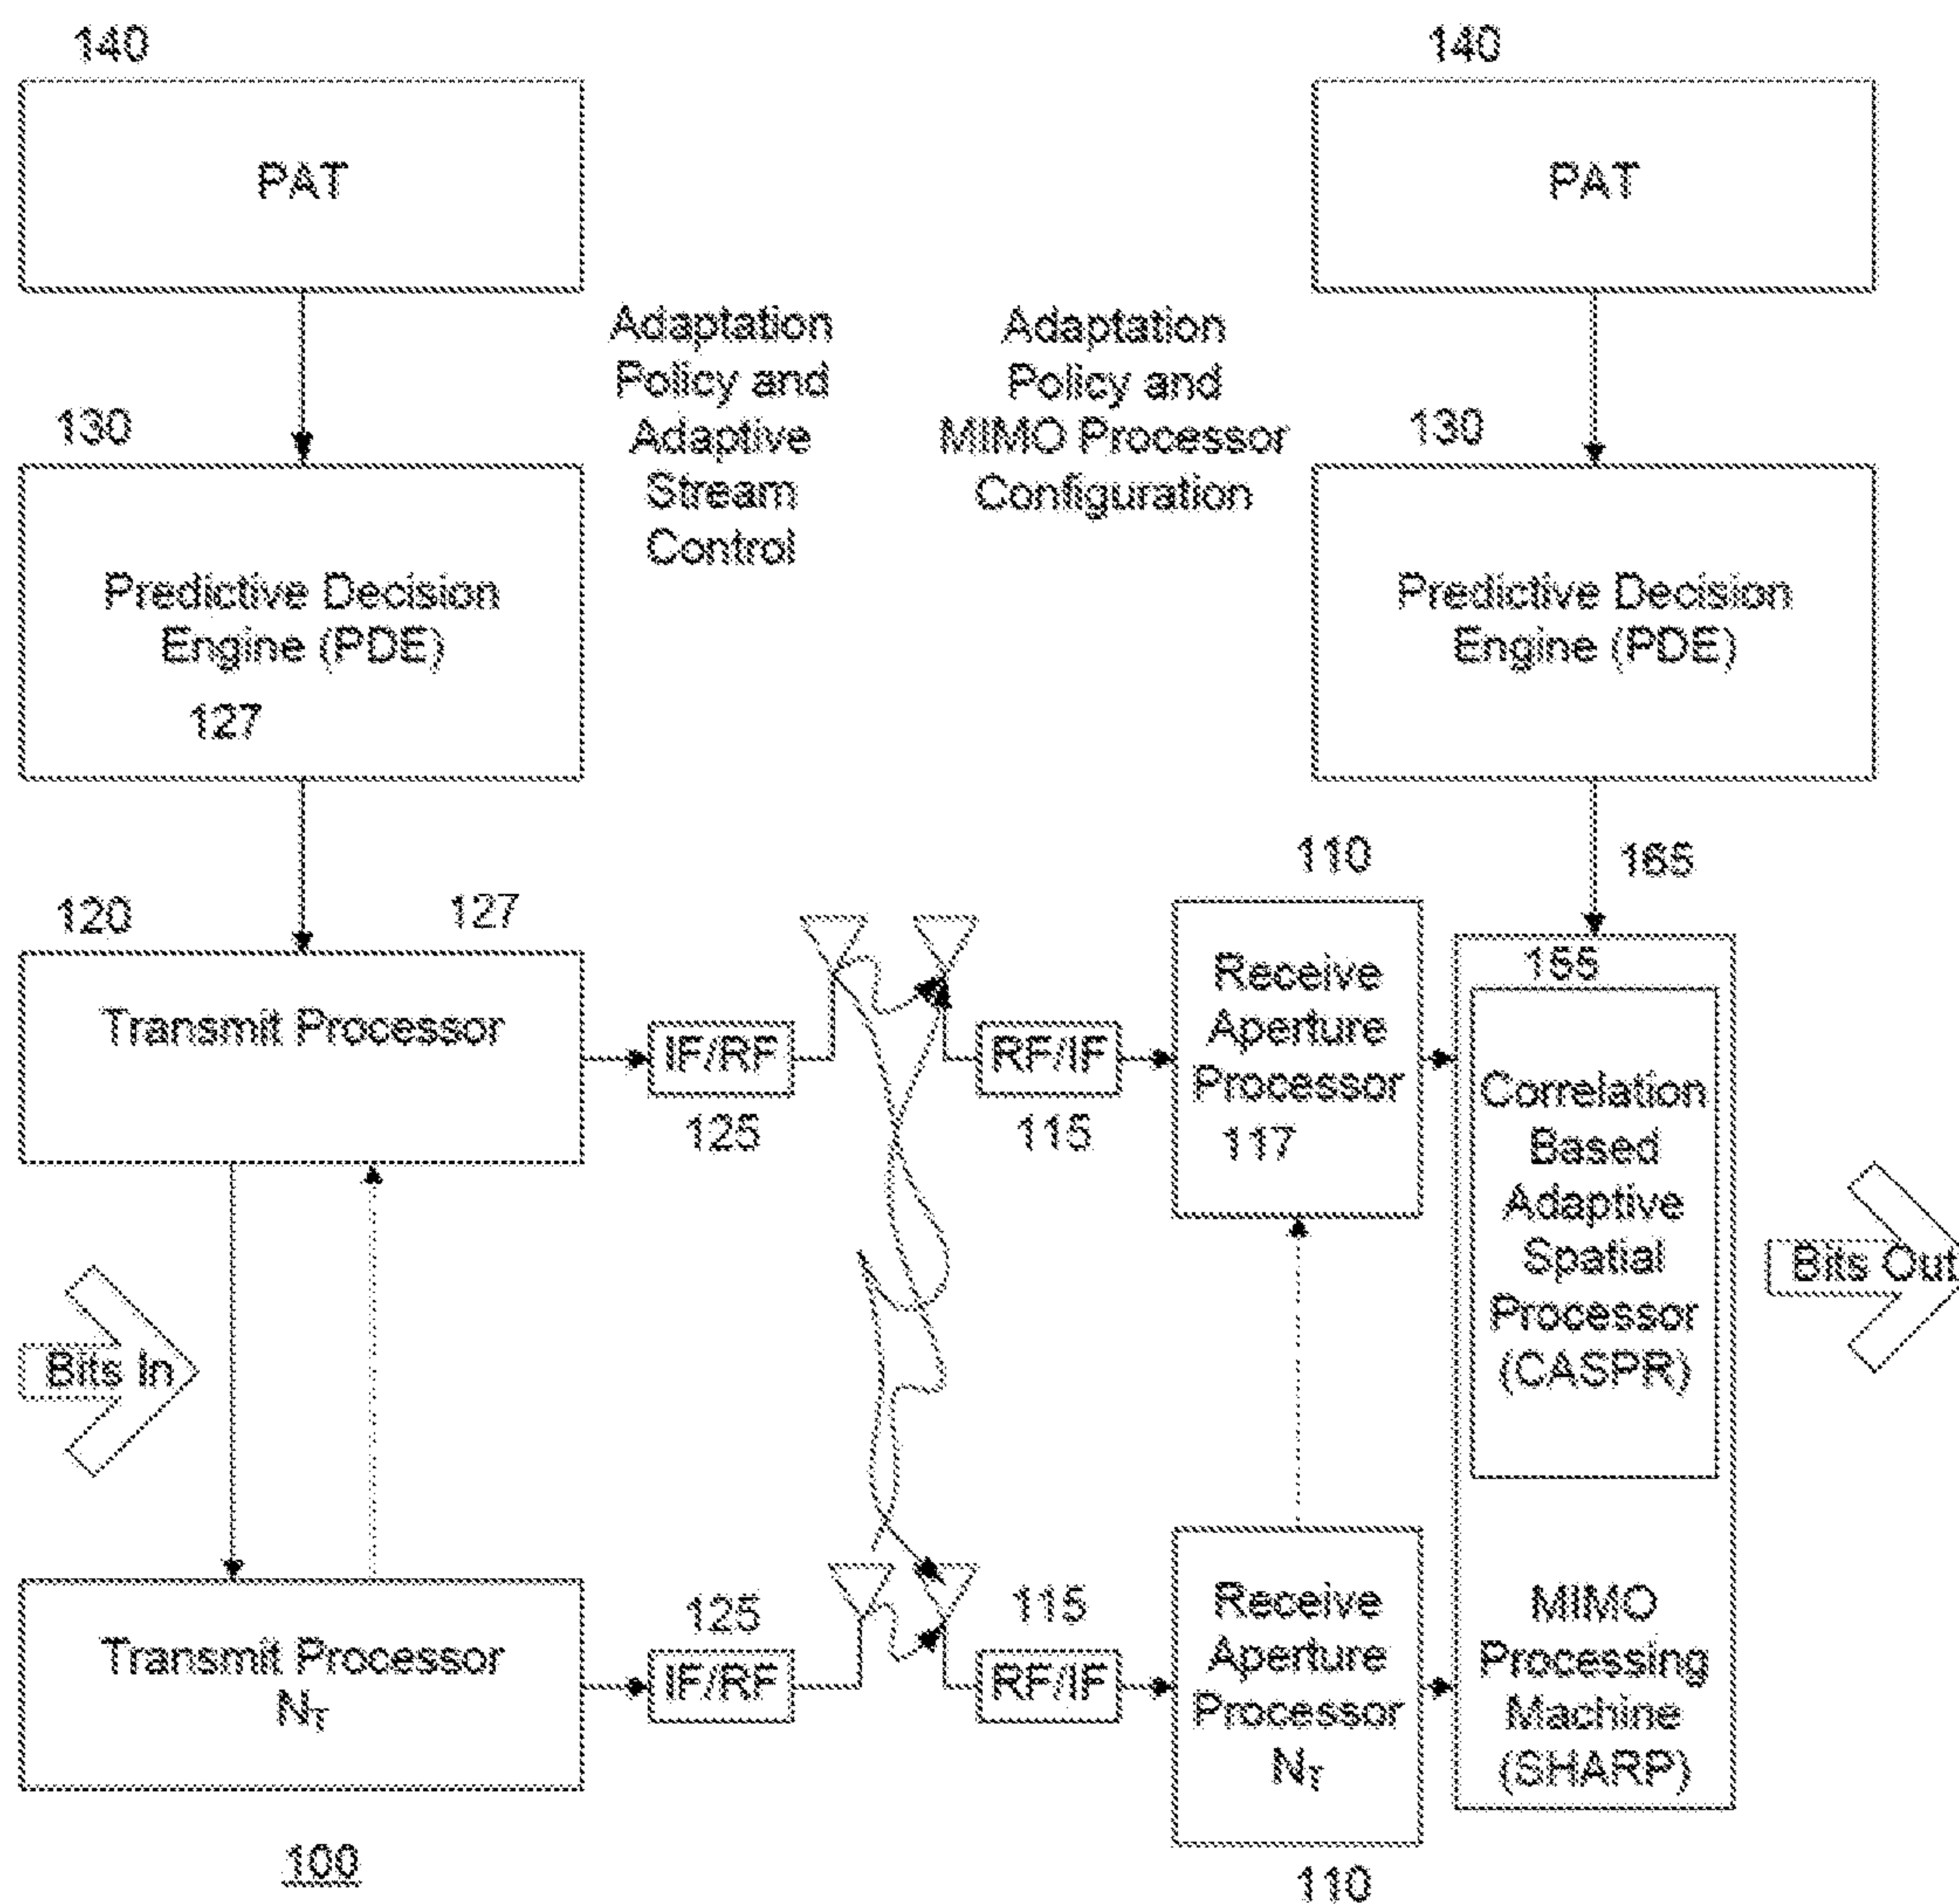 140
140
PAT
PAT
Adaptation
Policy and
Adaptive
Stream
Control
Adaptation
Policy and
MIMO Processor
Configuration
130
130
Predictive Decision
Engine (PDE)
127
Predictive Decision
Engine (PDE)
165
120
127
110
155
Transmit Processor
IF/RF
125
RF/IF
115
Receive
Aperture
Processor
117
Correlation
Based
Adaptive
Spatial
Processor
(CASPR)
Bits In
Bits Out
Transmit Processor
NT
125
IF/RF
115
RF/IF
Receive
Aperture
Processor
NT
MIMO
Processing
Machine
(SHARP)
100
110